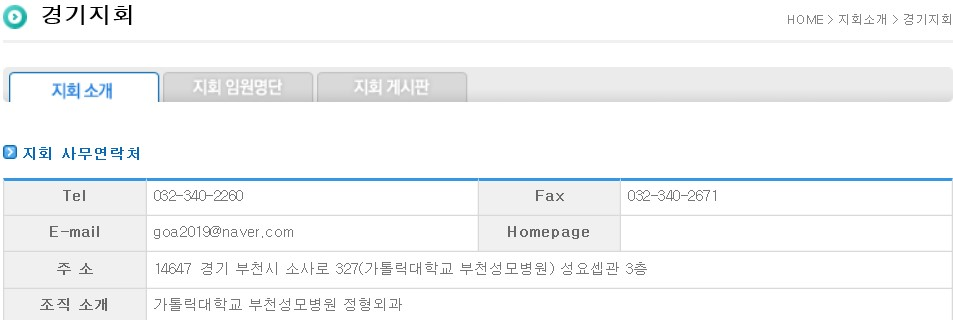 경기지회
HOME > 지회소개 > 경기지회
지회 소개 지회 임원명단 지회 게시판
지회 사무연락처
Tel 032-340-2260 Fax 032-340-2671
E-mail goa2019@naver.com Homepage
주 소 14647 경기 부천시 소사로 327(가톨릭대학교 부천성모병원) 성요셉관 3층
조직 소개 가톨릭대학교 부천성모병원 정형외과